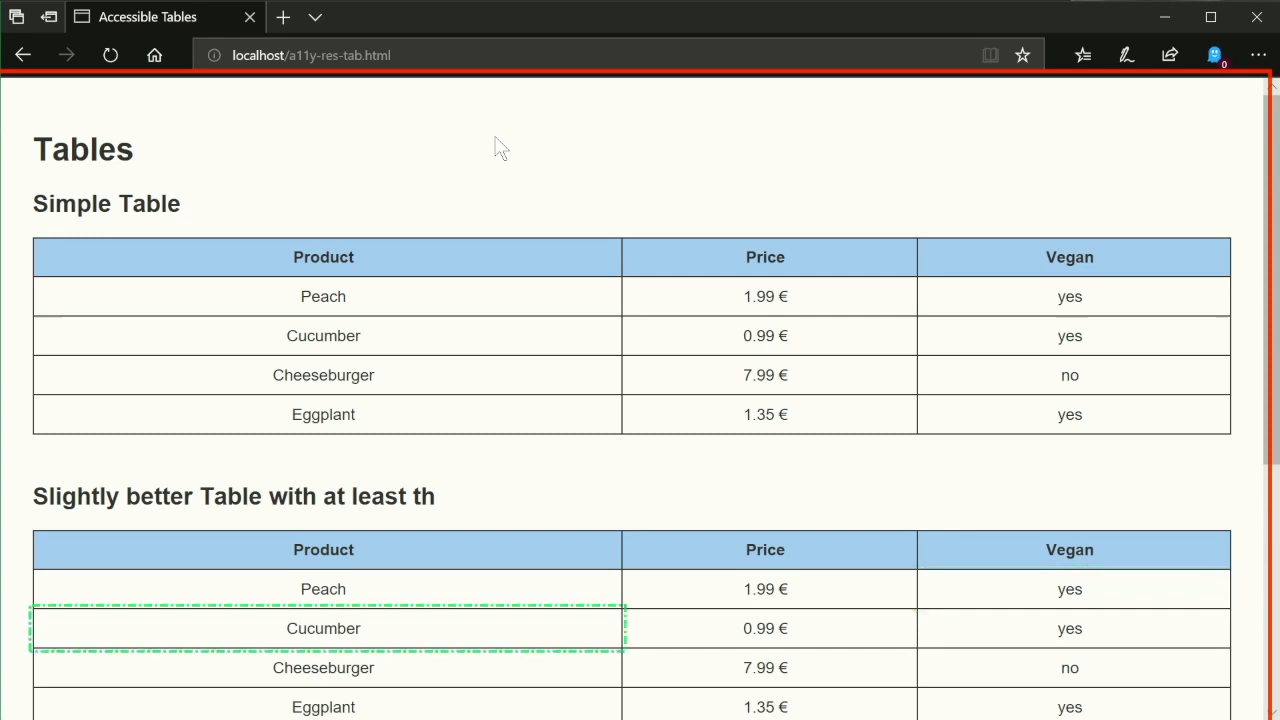 Accessible Tables
localhost/a11y-res-tab.html
0
Tables
Simple Table
Product Price Vegan
Peach 1.99 € yes
Cucumber 0.99 € yes
Cheeseburger 7.99 € no
Eggplant 1.35 € yes
Slightly better Table with at least th
Product Price Vegan
Peach 1.99 € yes
Cucumber 0.99 € yes
Cheeseburger 7.99 € no
Eggplant 1.35 € yes